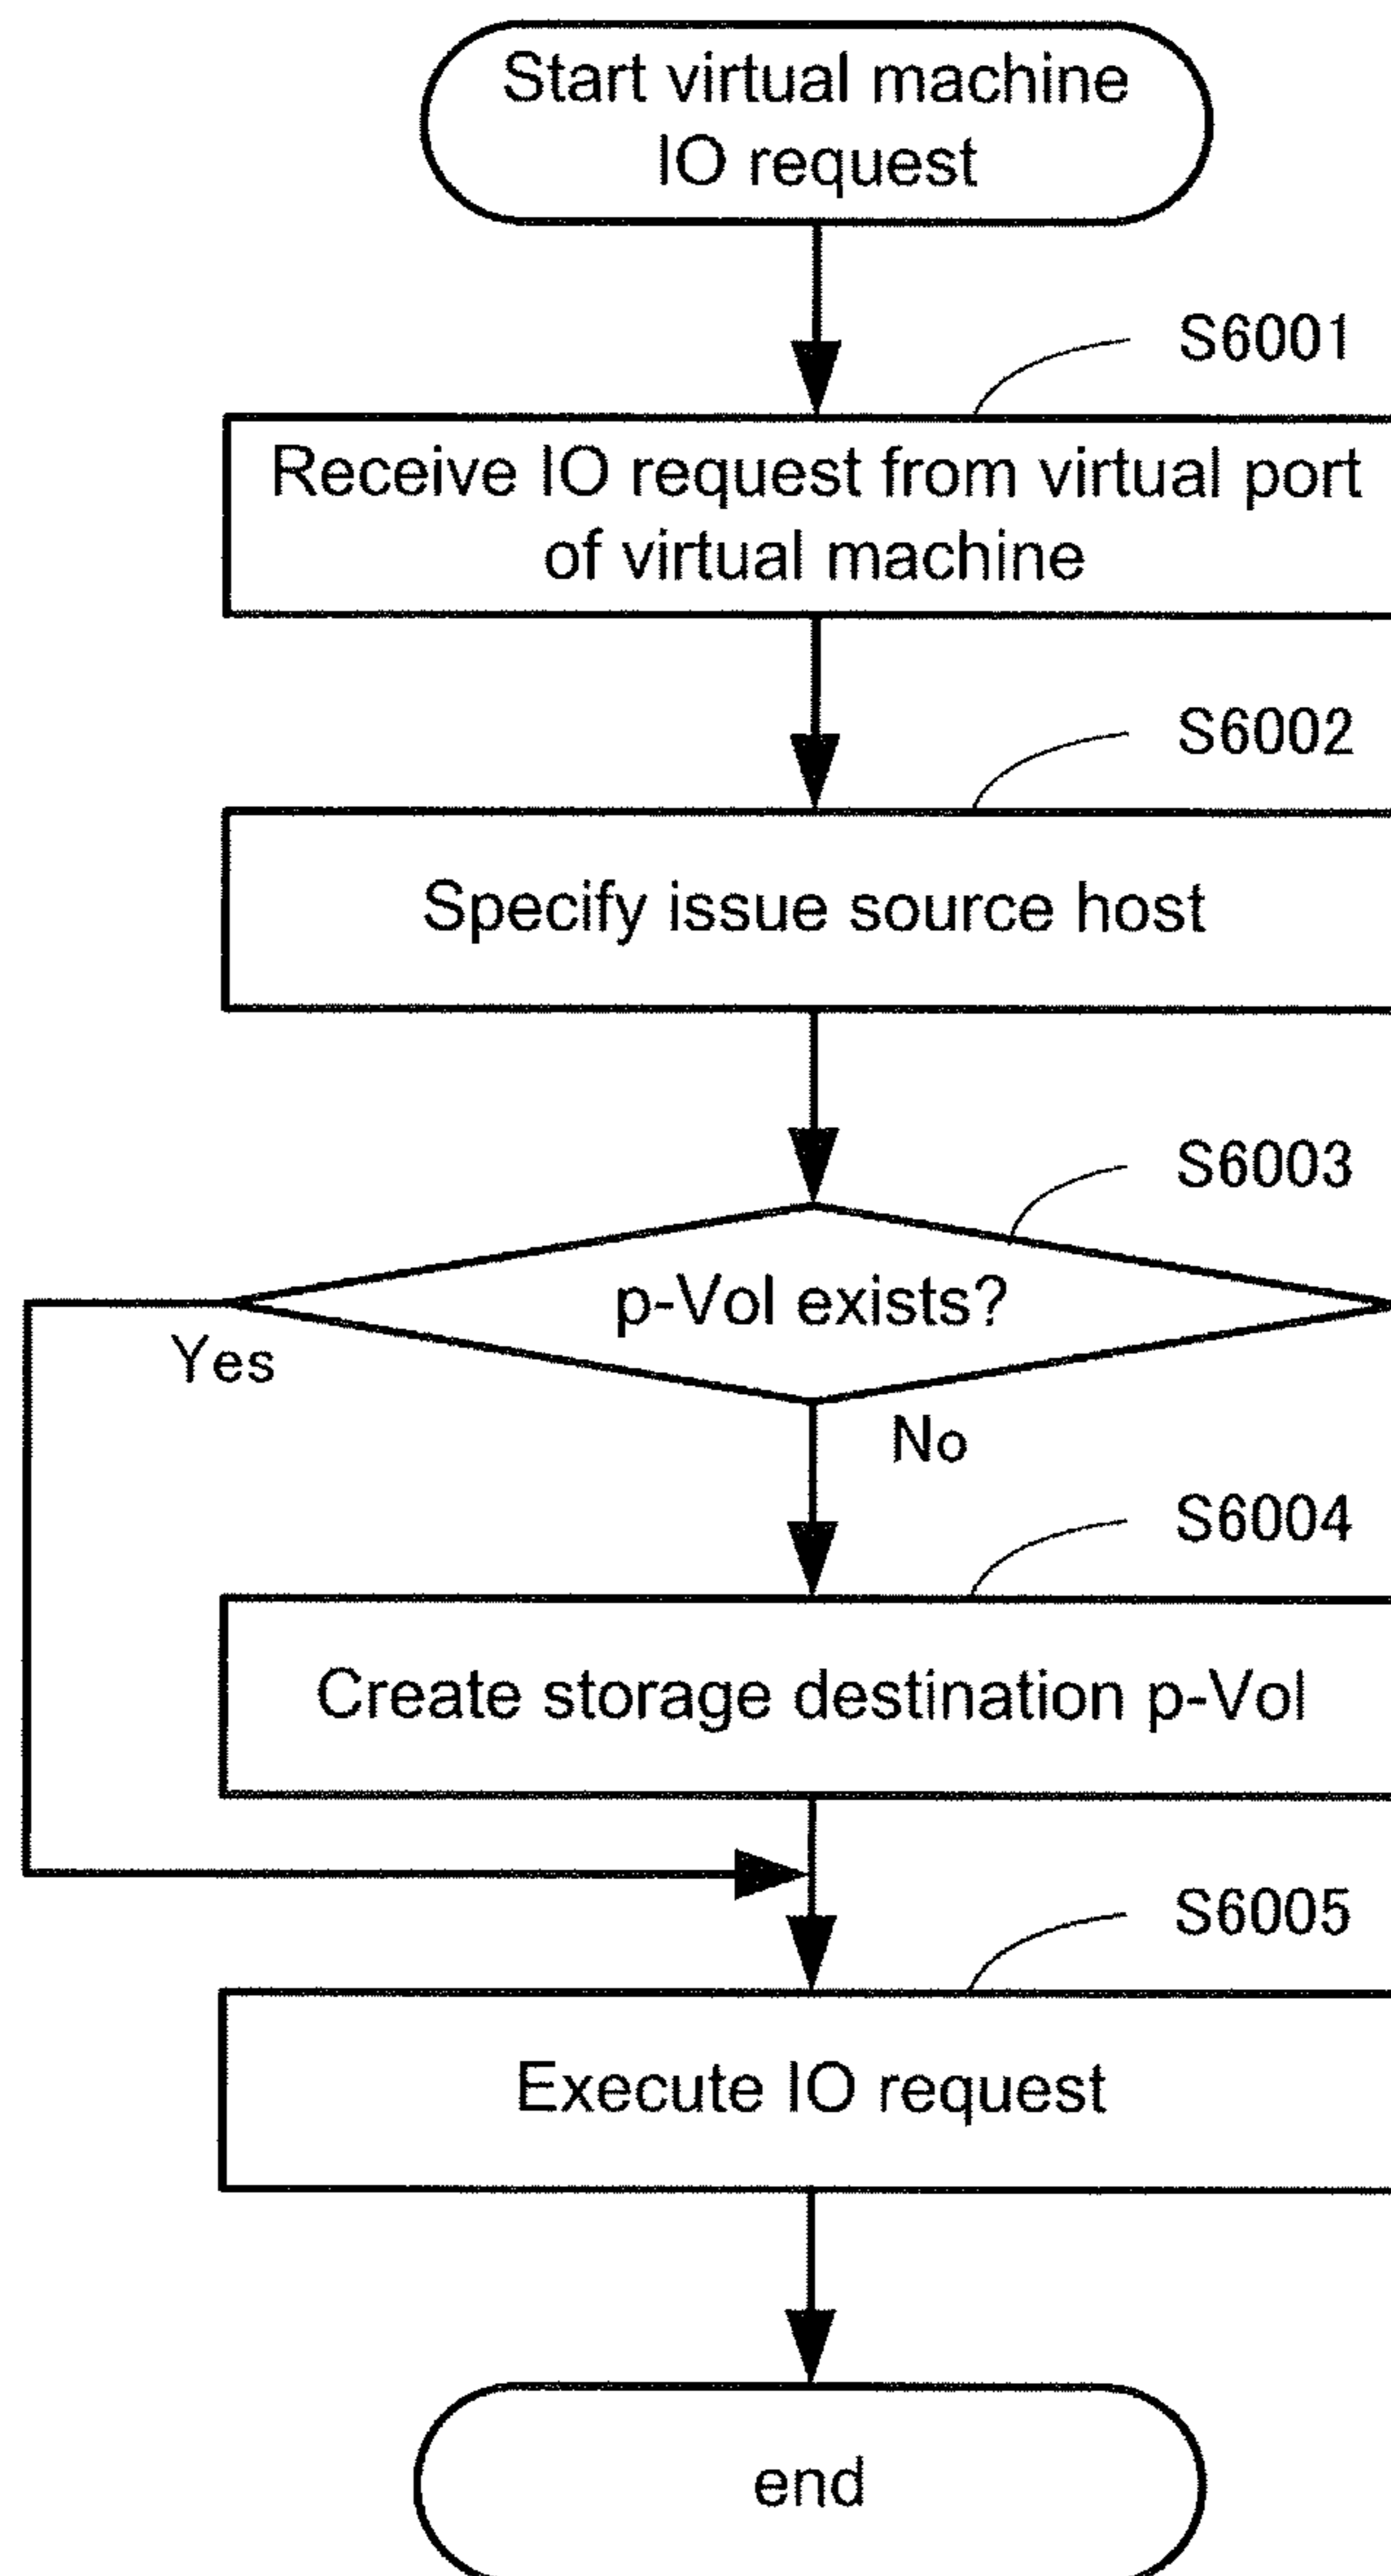 Start virtual machine
IO request
S6001
Receive IO request from virtual port
of virtual machine
S6002
Specify issue source host
S6003
p-Vol exists?
Yes
No
S6004
Create storage destination p-Vol
S6005
Execute IO request
end